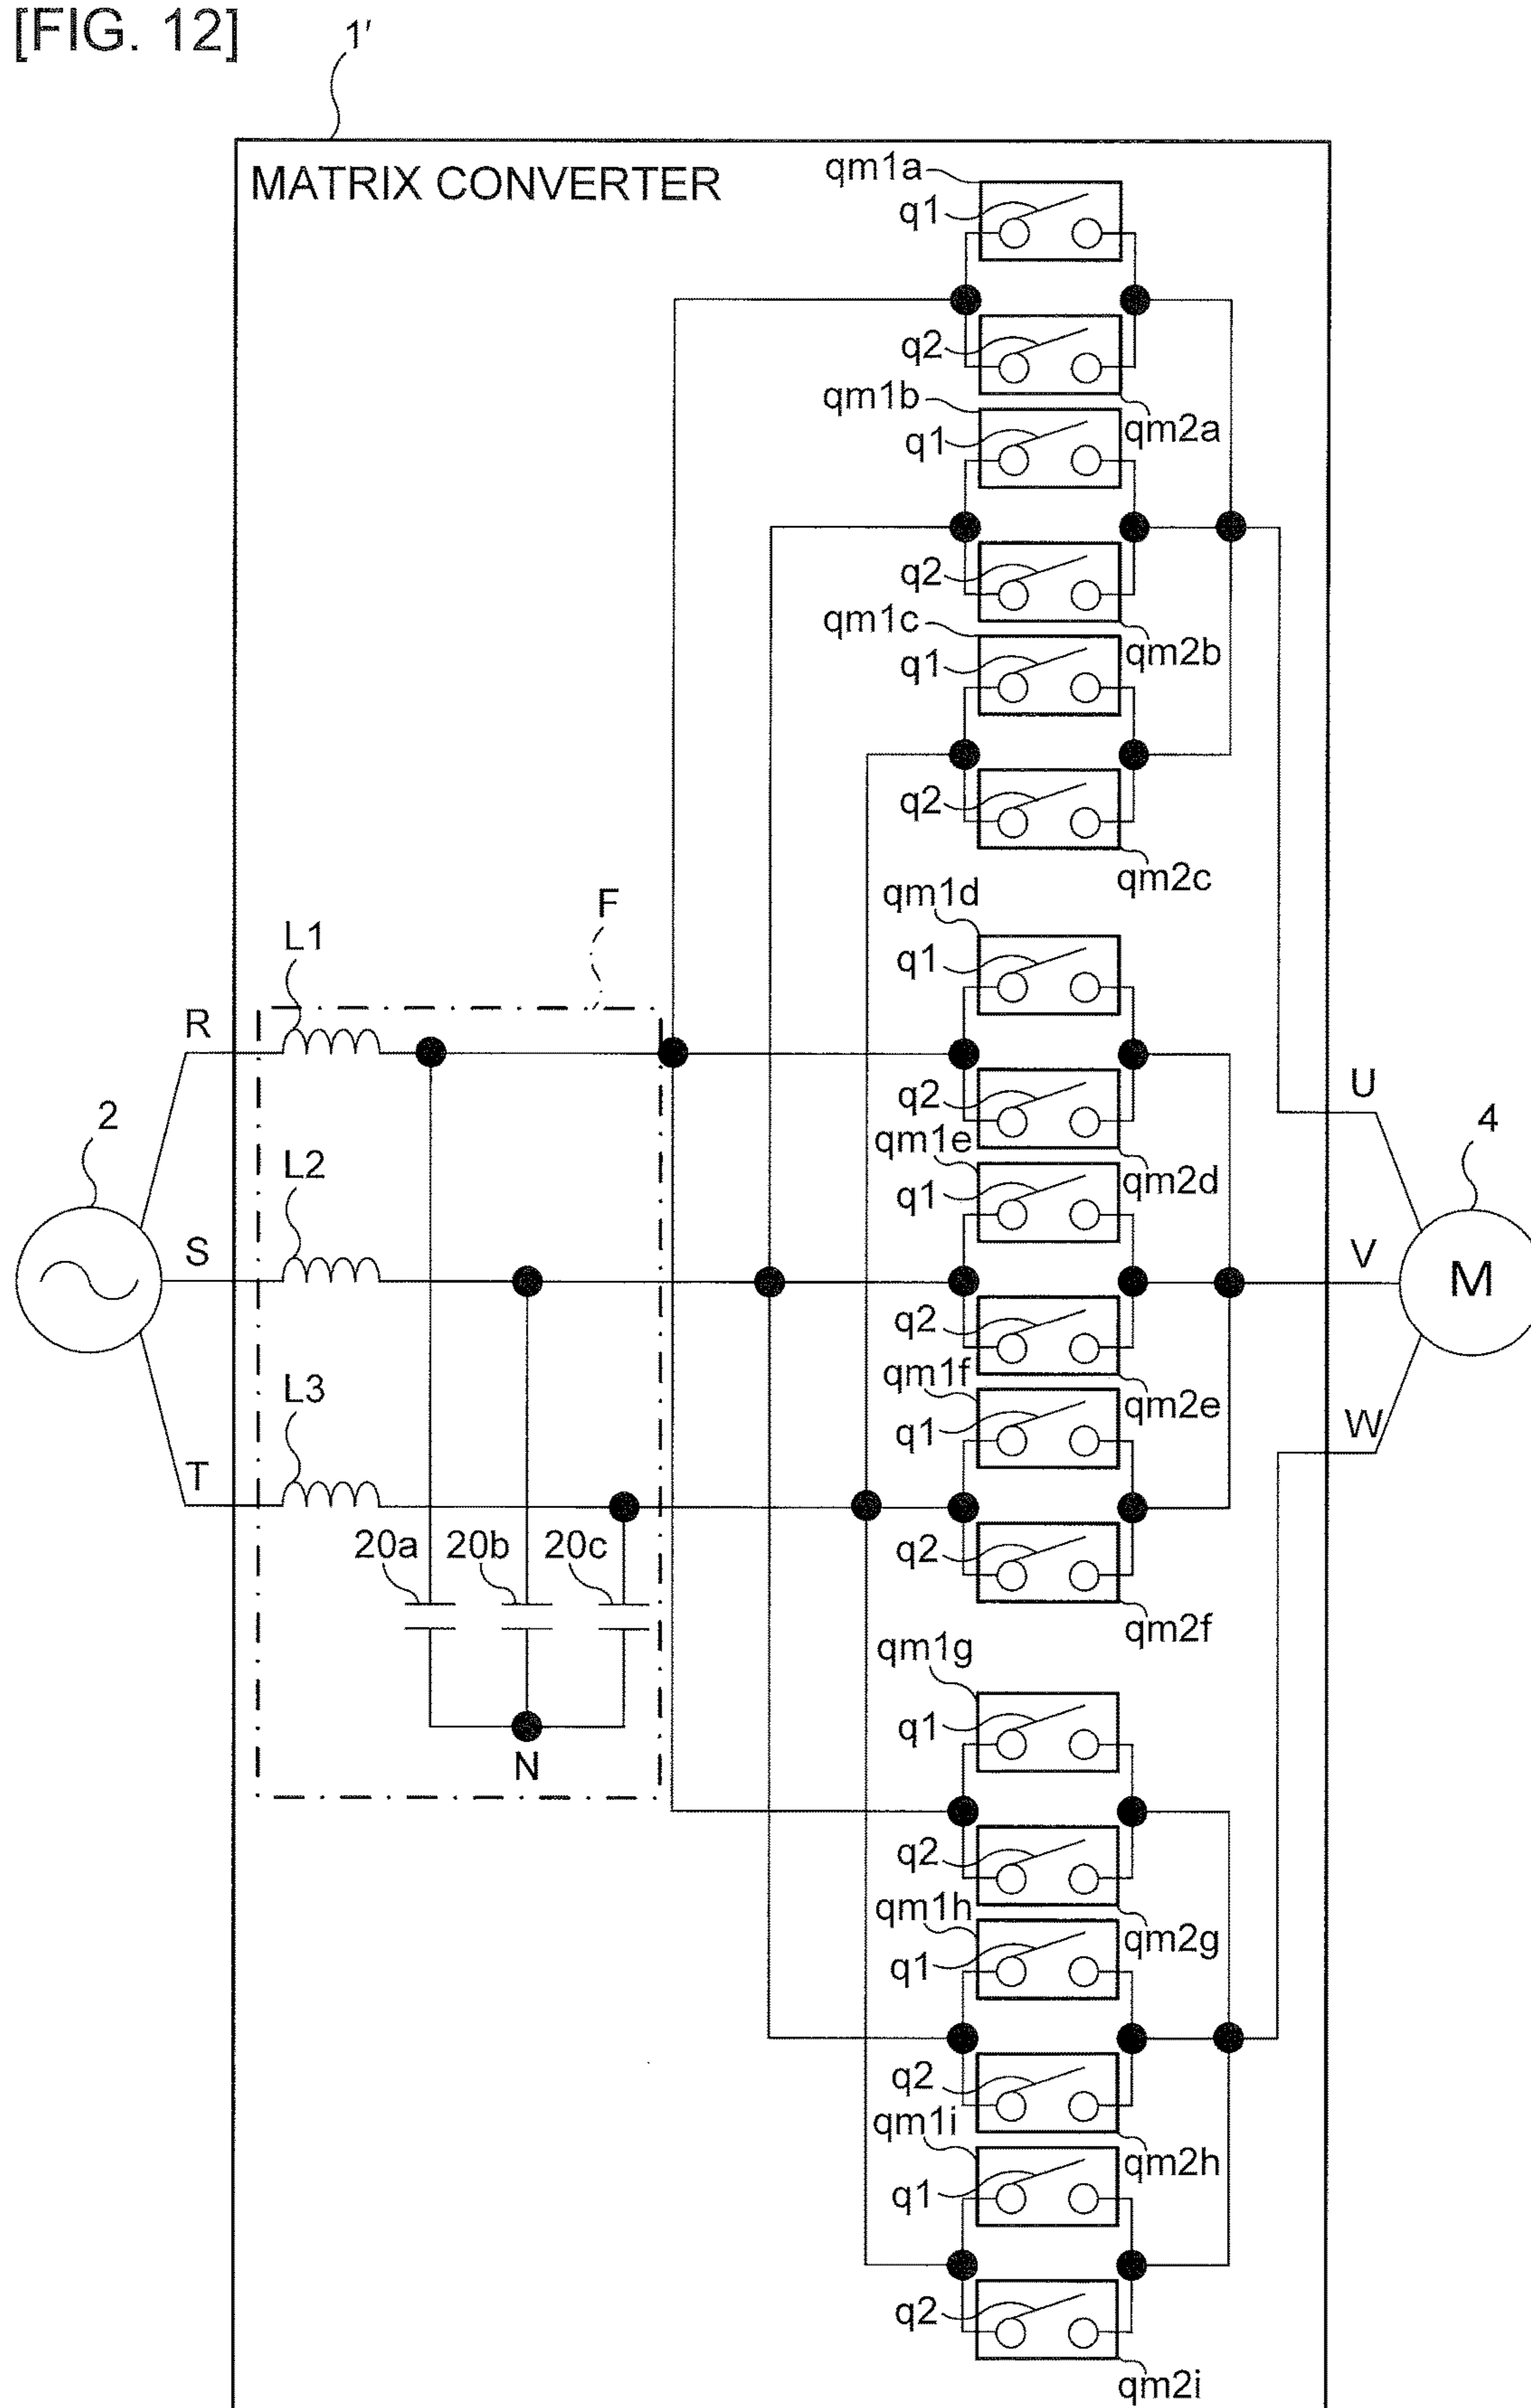 [FIG. 12]
1'
MATRIX CONVERTER
qm1a
q1
q2
qm2a
qm1b
q1
q2
qm2b
qm1c
q1
q2
qm2c
qm1d
q1
q2
qm2d
qm1e
q1
q2
qm2e
qm1f
q1
q2
qm2f
qm1g
q1
q2
qm2g
qm1h
q1
q2
qm2h
qm1i
q1
q2
qm2i
F
L1
R
2
L2
S
L3
T
20a 20b 20c
N
U
4
V
M
W